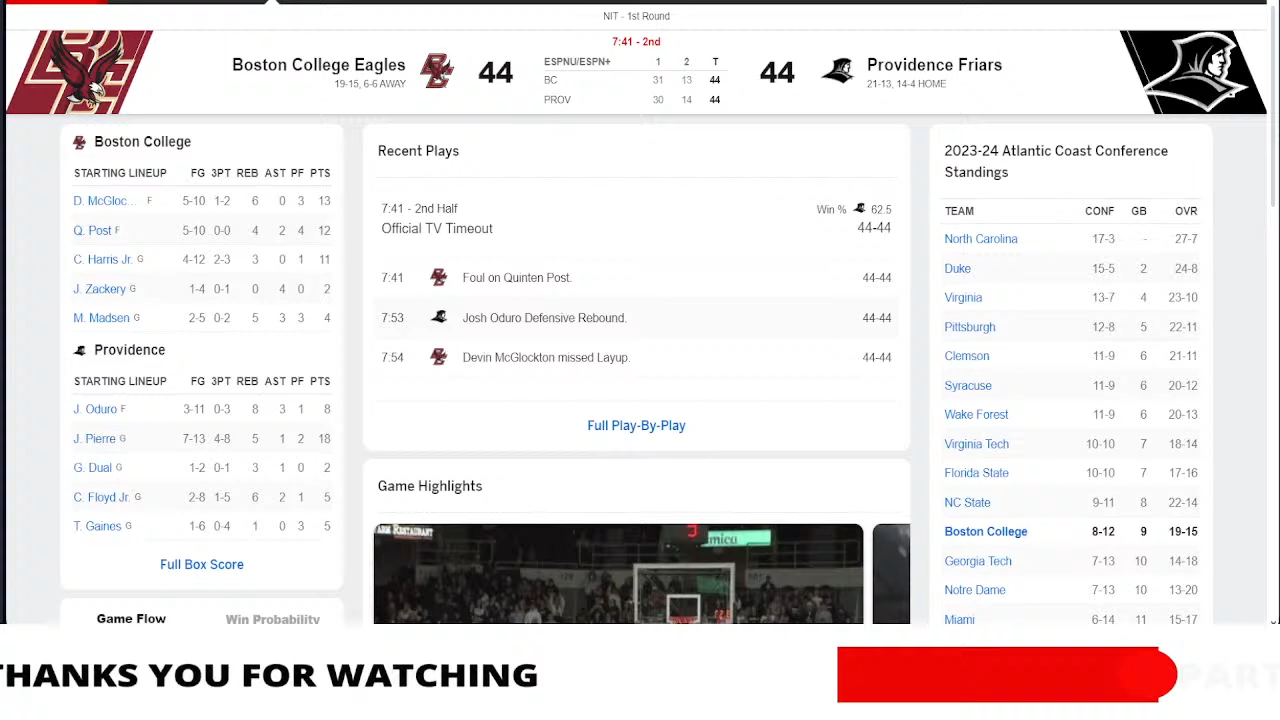 NIT - 1st Round
7:41 - 2nd
Boston College Eagles
19-15, 6-6 AWAY
44
ESPNU/ESPN+ 1 2 T
BC 31 13 44
PROV 30 14 44
44
Providence Friars
21-13, 14-4 HOME
Boston College
STARTING LINEUP FG 3PT REB AST PF PTS
D. McGloc... F 5-10 1-2 6 0 3 13
Q. Post F 5-10 0-0 4 2 4 12
C. Harris Jr. G 4-12 2-3 3 0 1 11
J. Zackery G 1-4 0-1 0 4 0 2
M. Madsen G 2-5 0-2 5 3 3 4
Providence
STARTING LINEUP FG 3PT REB AST PF PTS
J. Oduro F 3-11 0-3 8 3 1 8
J. Pierre G 7-13 4-8 5 1 2 18
G. Dual G 1-2 0-1 3 1 0 2
C. Floyd Jr. G 2-8 1-5 6 2 1 5
T. Gaines G 1-6 0-4 1 0 3 5
Full Box Score
Game Flow Win Probability
Recent Plays
7:41 - 2nd Half Win % 62.5
Official TV Timeout 44-44
7:41 Foul on Quinten Post. 44-44
7:53 Josh Oduro Defensive Rebound. 44-44
7:54 Devin McGlockton missed Layup. 44-44
Full Play-By-Play
Game Highlights
RESTAURANT
2023-24 Atlantic Coast Conference
Standings
TEAM CONF GB OVR
North Carolina 17-3 - 27-7
Duke 15-5 2 24-8
Virginia 13-7 4 23-10
Pittsburgh 12-8 5 22-11
Clemson 11-9 6 21-11
Syracuse 11-9 6 20-12
Wake Forest 11-9 6 20-13
Virginia Tech 10-10 7 18-14
Florida State 10-10 7 17-16
NC State 9-11 8 22-14
Boston College 8-12 9 19-15
Georgia Tech 7-13 10 14-18
Notre Dame 7-13 10 13-20
Miami 6-14 11 15-17
THANKS YOU FOR WATCHING
PART